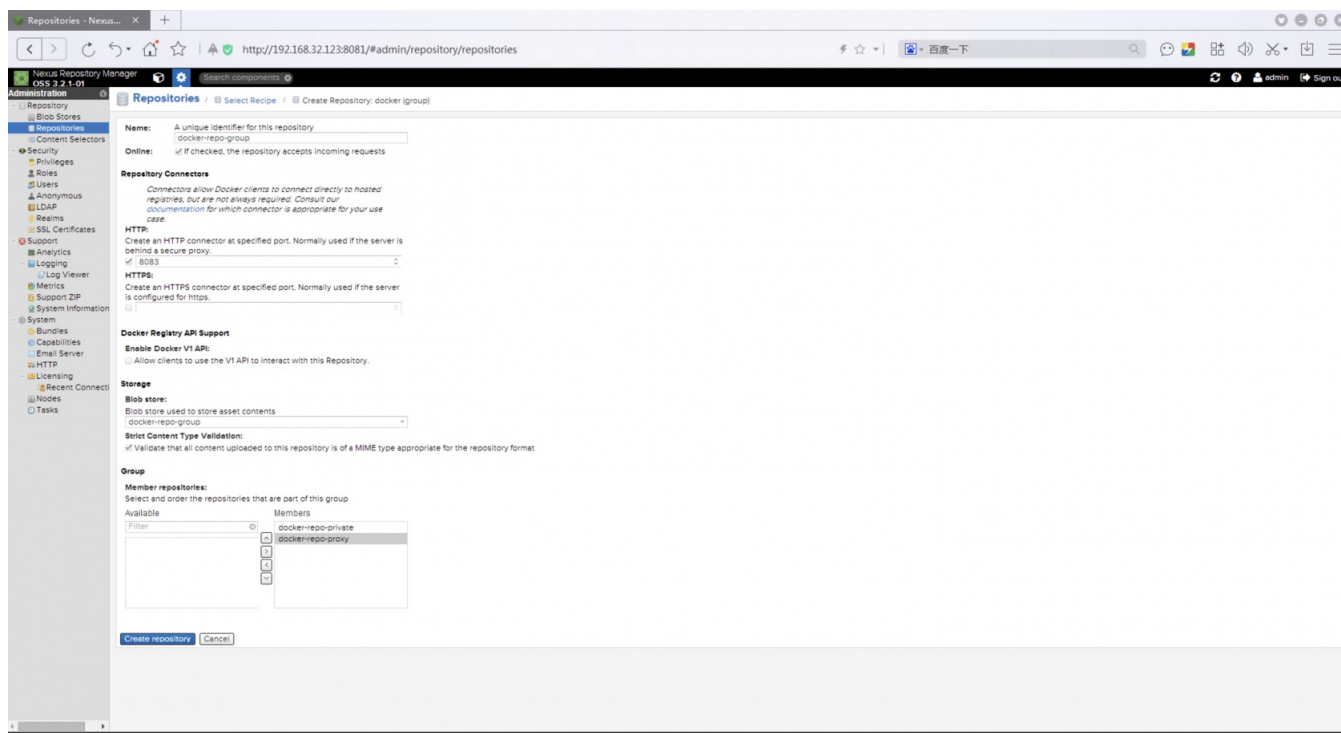 Repositories - Nexus...
http://192.168.32.123:8081/#admin/repository/repositories
百度一下
Nexus Repository Manager
OSS 3.2.1-01
Search components
admin
Sign ou
Administration
Repositories / Select Recipe / Create Repository: docker (group)
Repository
Blob Stores
Repositories
Content Selectors
Security
Privileges
Roles
Users
Anonymous
LDAP
Realms
SSL Certificates
Support
Analytics
Logging
Log Viewer
Metrics
Support ZIP
System Information
System
Bundles
Capabilities
Email Server
HTTP
Licensing
Recent Connecti
Nodes
Tasks
Name: A unique identifier for this repository
docker-repo-group
Online: If checked, the repository accepts incoming requests
Repository Connectors
Connectors allow Docker clients to connect directly to hosted
registries, but are not always required. Consult our
documentation for which connector is appropriate for your use
case.
HTTP:
Create an HTTP connector at specified port. Normally used if the server is
behind a secure proxy.
8083
HTTPS:
Create an HTTPS connector at specified port. Normally used if the server
is configured for https.
Docker Registry API Support
Enable Docker V1 API:
Allow clients to use the V1 API to interact with this Repository.
Storage
Blob store:
Blob store used to store asset contents
docker-repo-group
Strict Content Type Validation:
Validate that all content uploaded to this repository is of a MIME type appropriate for the repository format
Group
Member repositories:
Select and order the repositories that are part of this group
Available Members
Filter
docker-repo-private
docker-repo-proxy
Create repository Cancel